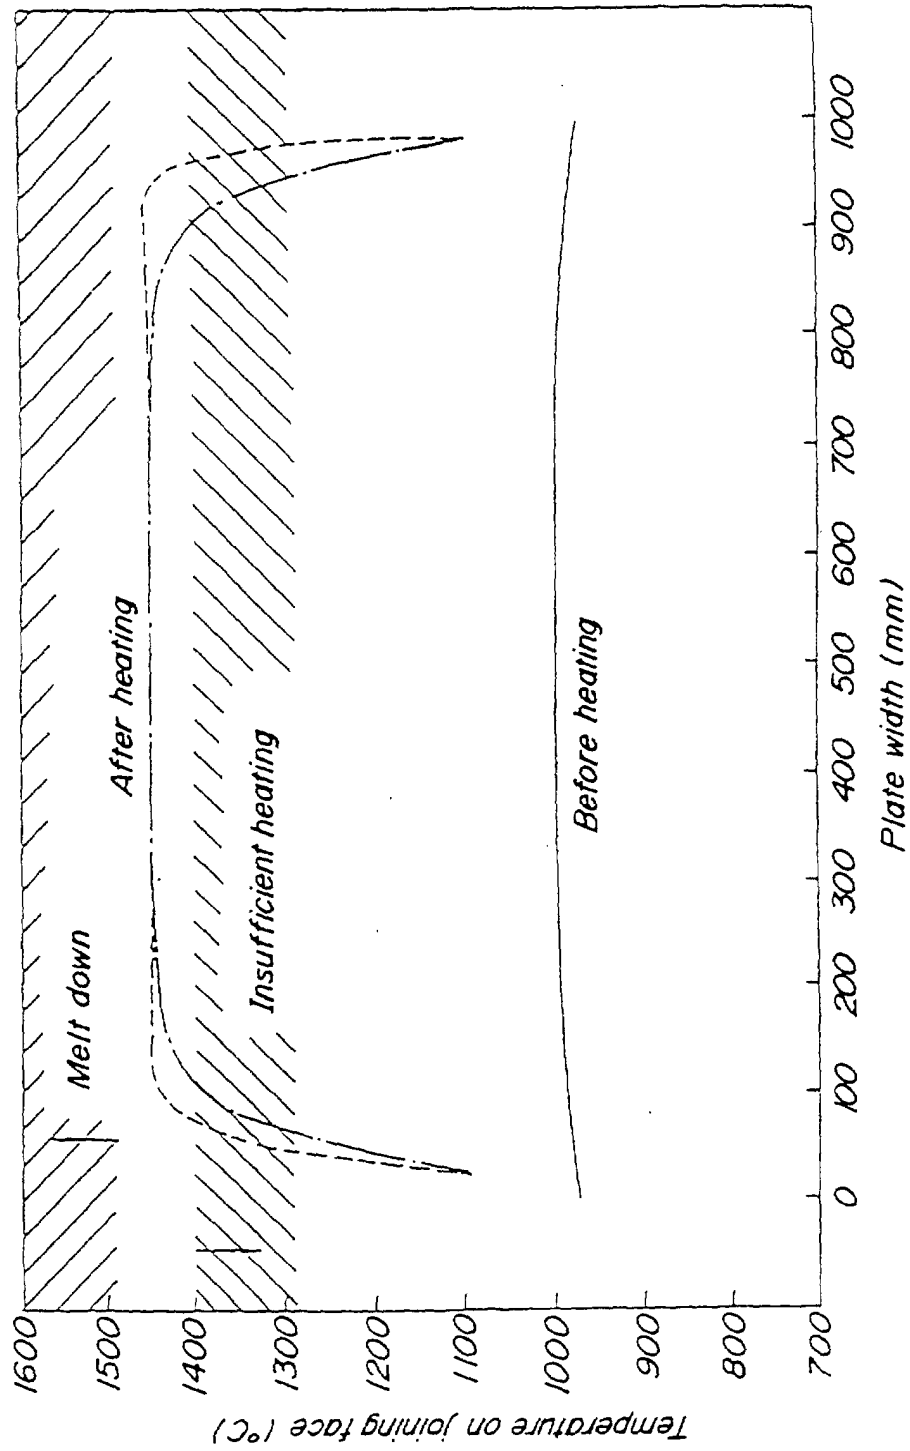 Temperature on joining face (°C)
1600
1500
1400
1300
1200
1100
1000
900
800
700
Melt down
After heating
Insufficient heating
Before heating
0 100 200 300 400 500 600 700 800 900 1000
Plate width (mm)